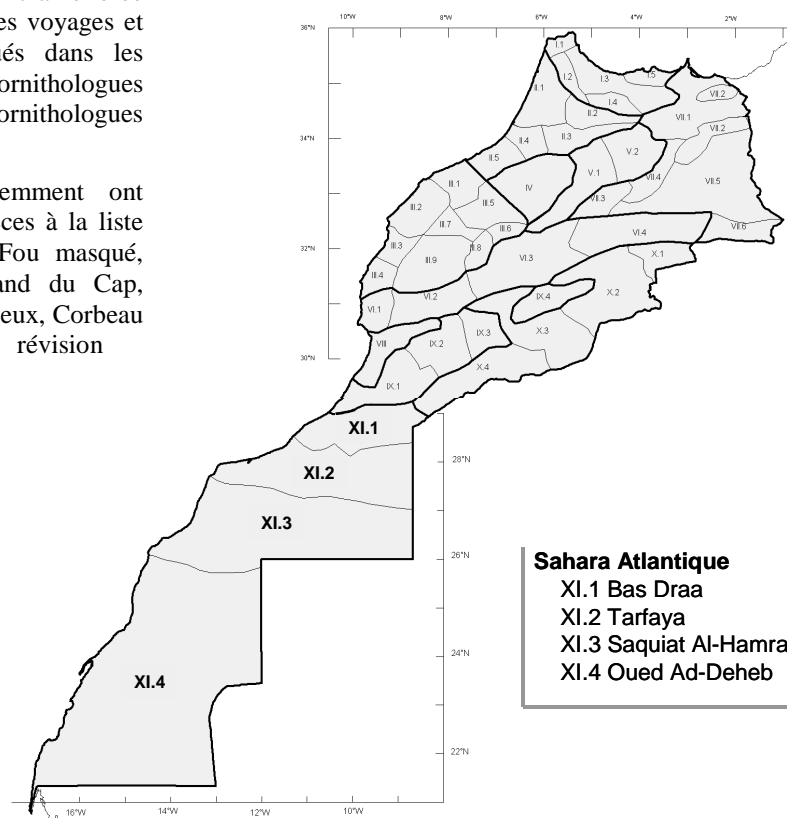 es voyages et
ués dans les
ornithologues
ornithologues
emment ont
ces à la liste
Fou masqué,
and du Cap,
eux, Corbeau
révision
10°W 8°W 6°W 4°W 2°W
36°N
34°N
32°N
30°N
I.1
I.2
I.3
I.5
I.4
II.1
II.2
II.3
II.4
II.5
VII.2
VII.1
VII.2
V.2
V.1
IV
VII.4
VII.3
VII.5
VII.6
III.1
III.2
III.5
III.7
III.6
III.3
III.8
III.9
III.4
VI.4
VI.3
VI.2
VI.1
X.1
X.2
IX.4
X.3
IX.3
IX.2
VIII
X.4
IX.1
XI.1
XI.2
XI.3
XI.4
28°N
26°N
24°N
22°N
16°W 14°W 12°W 10°W
Sahara Atlantique
XI.1 Bas Draa
XI.2 Tarfaya
XI.3 Saquiat Al-Hamra
XI.4 Oued Ad-Deheb